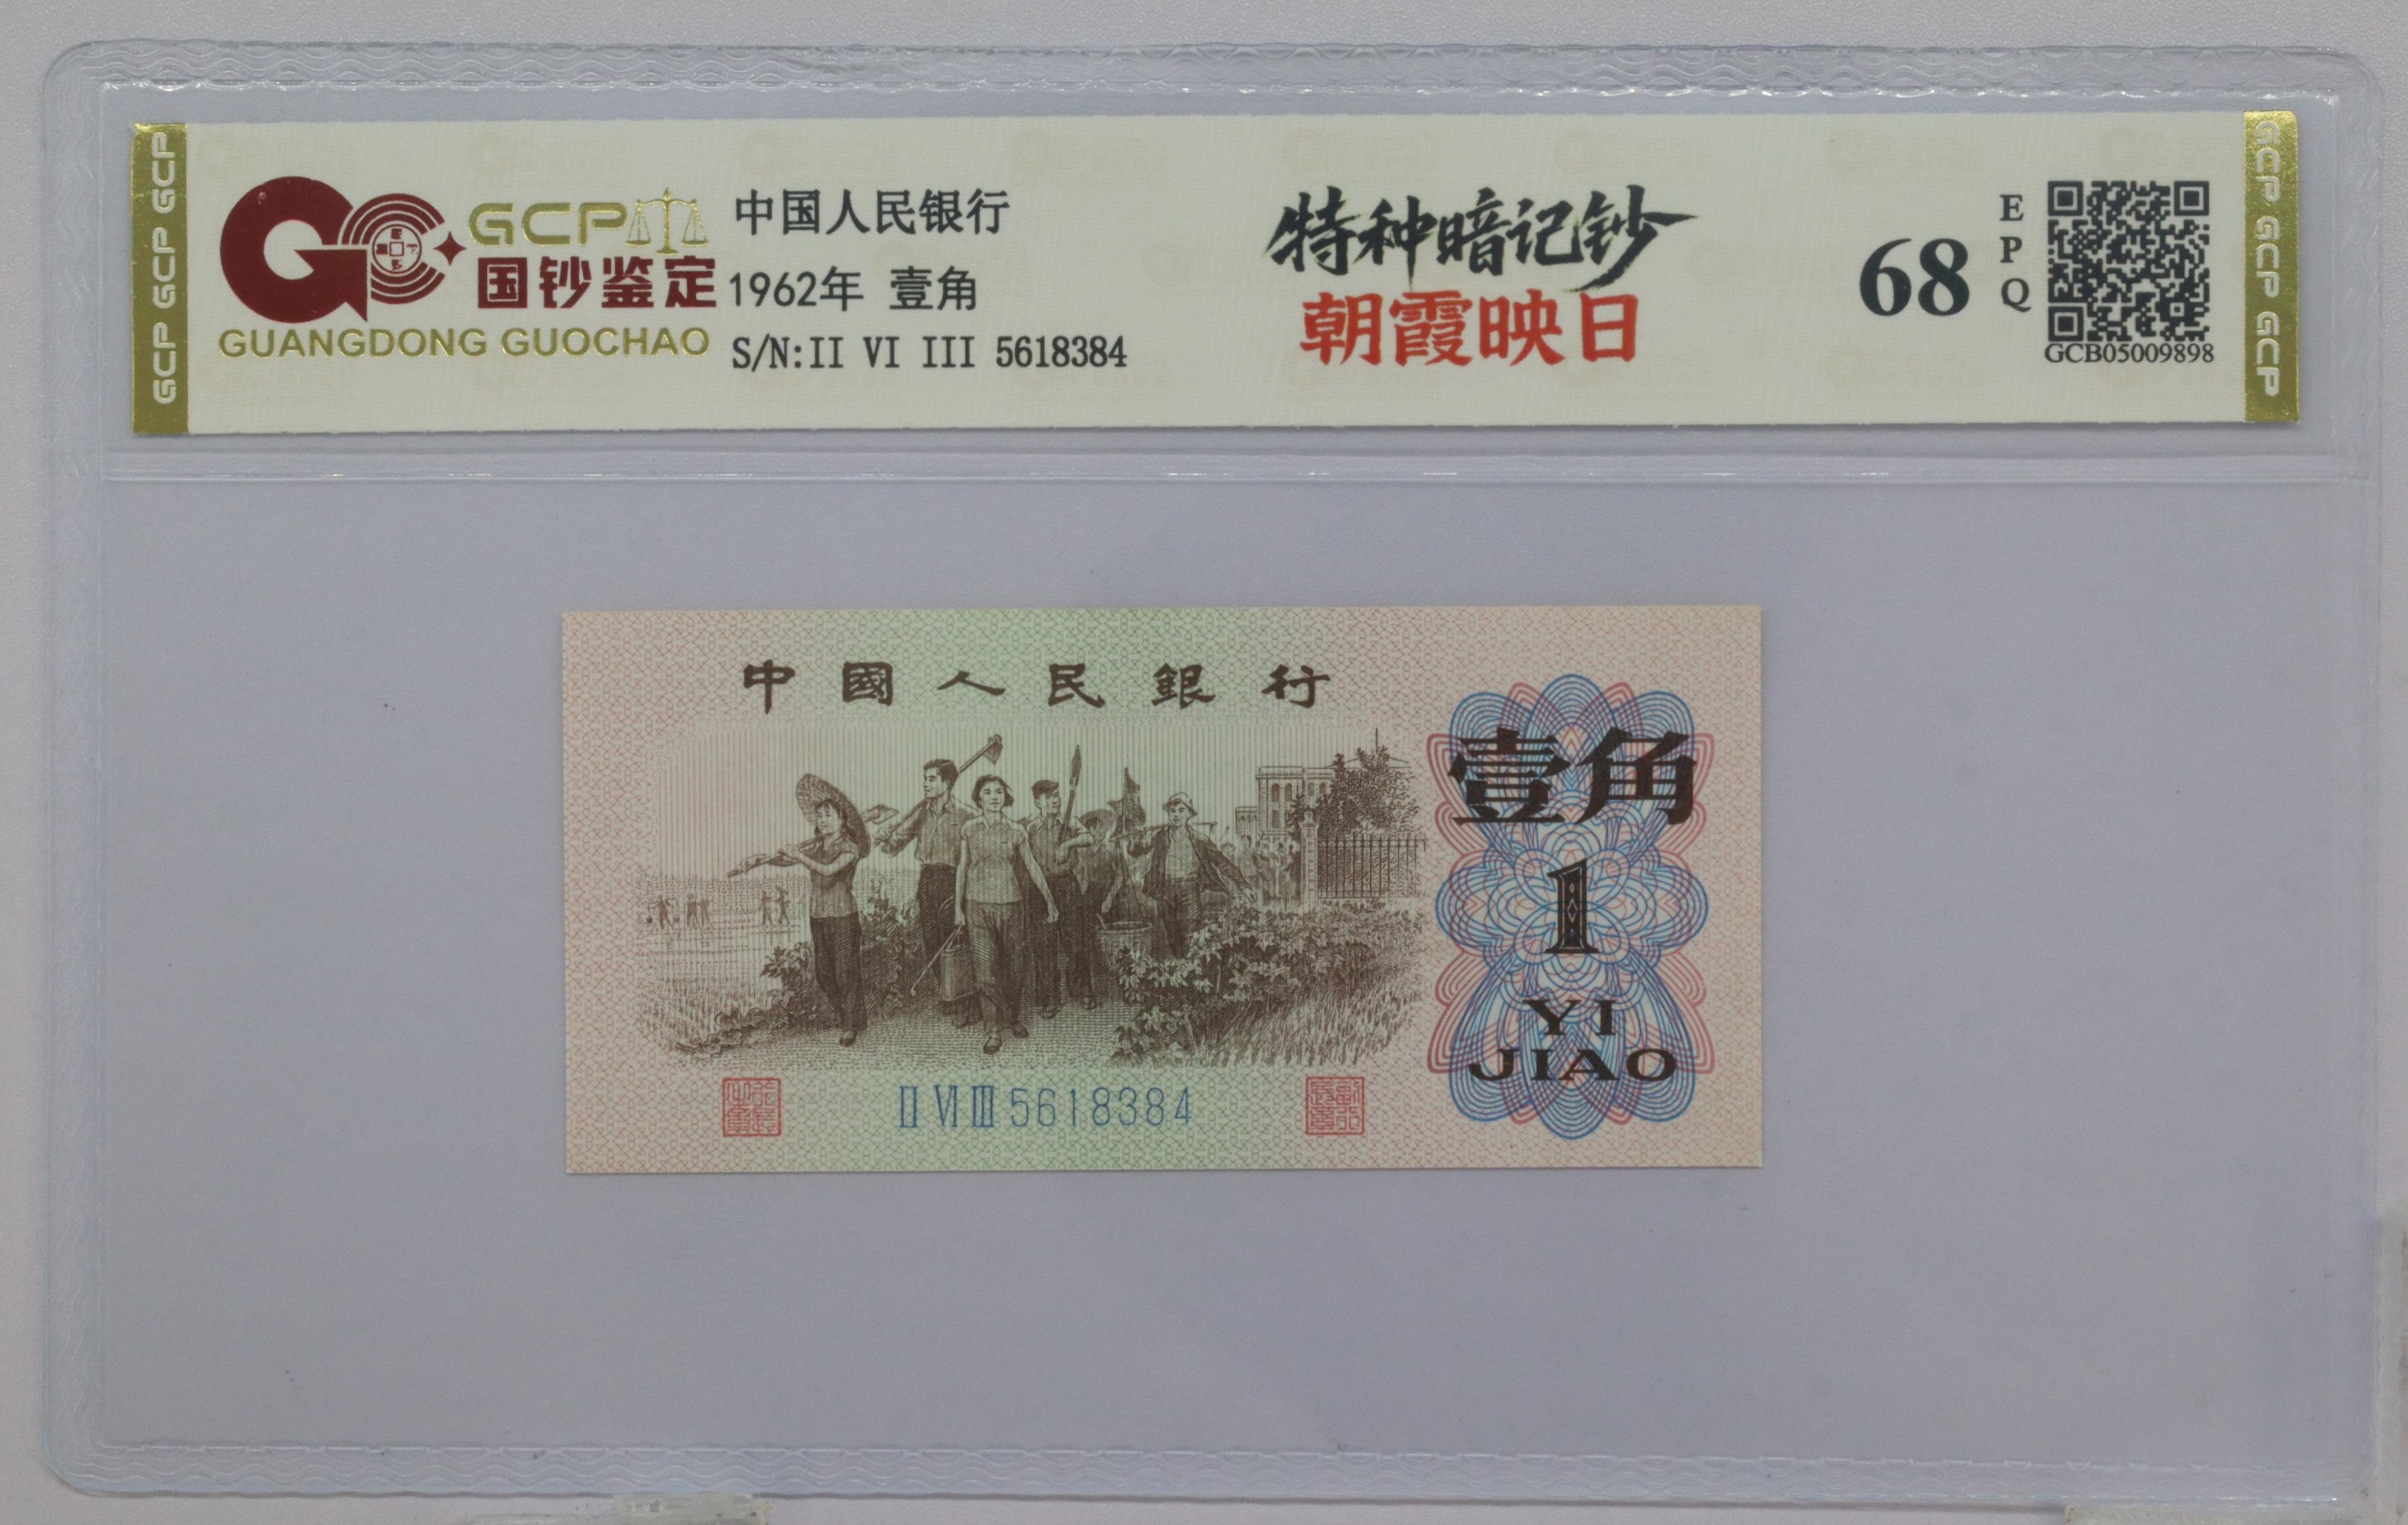 GCP GCP GCP
GCP
国钞鉴定
GUANGDONG GUOCHAO
中国人民银行
1962年 壹角
S/N:II VI III 5618384
特种暗记钞
朝霞映日
68
EPQ
GCB05009898
GCP GCP GCP
中國人民銀行
壹角
1
YI
JIAO
II VI III 5618384